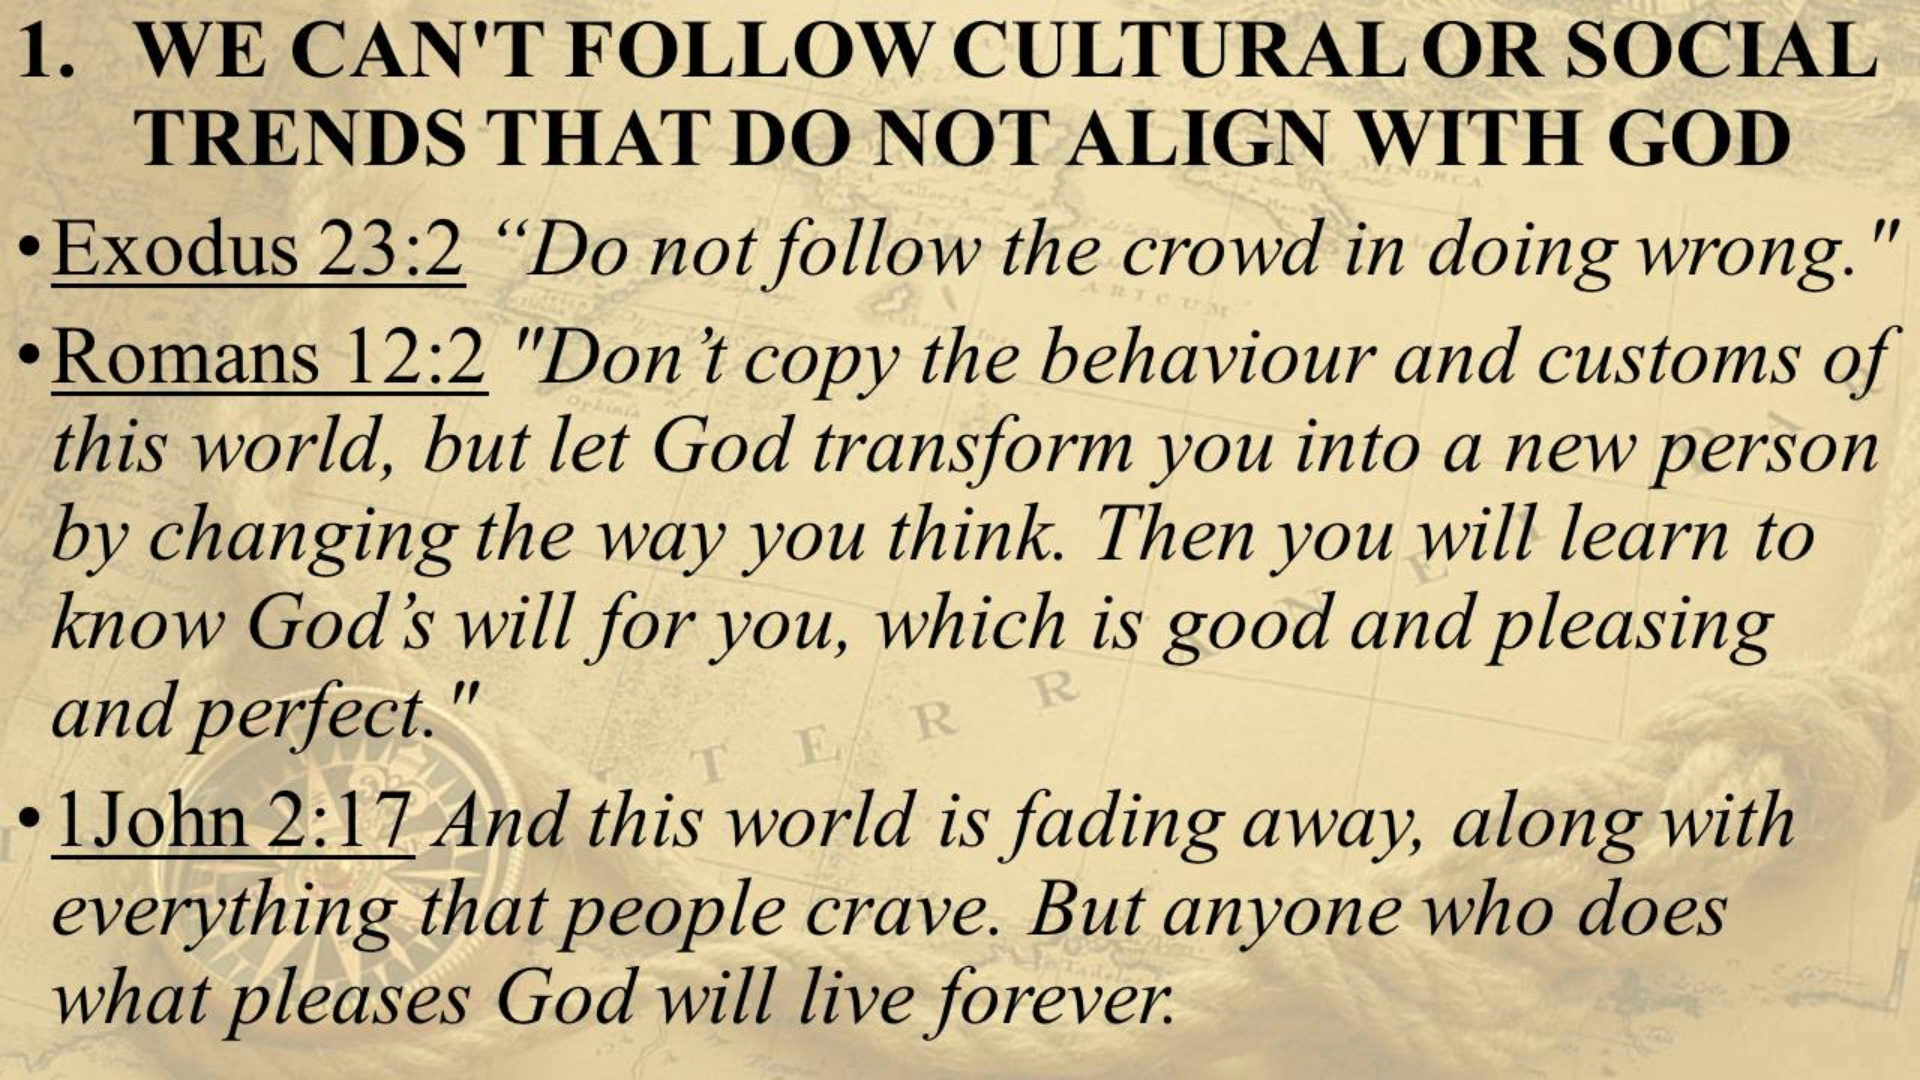 1. WE CAN'T FOLLOW CULTURAL OR SOCIAL
TRENDS THAT DO NOT ALIGN WITH GOD
•Exodus 23:2 “Do not follow the crowd in doing wrong."
•Romans 12:2 "Don’t copy the behaviour and customs of
this world, but let God transform you into a new person
by changing the way you think. Then you will learn to
know God’s will for you, which is good and pleasing
and perfect."
•1John 2:17 And this world is fading away, along with
everything that people crave. But anyone who does
what pleases God will live forever.